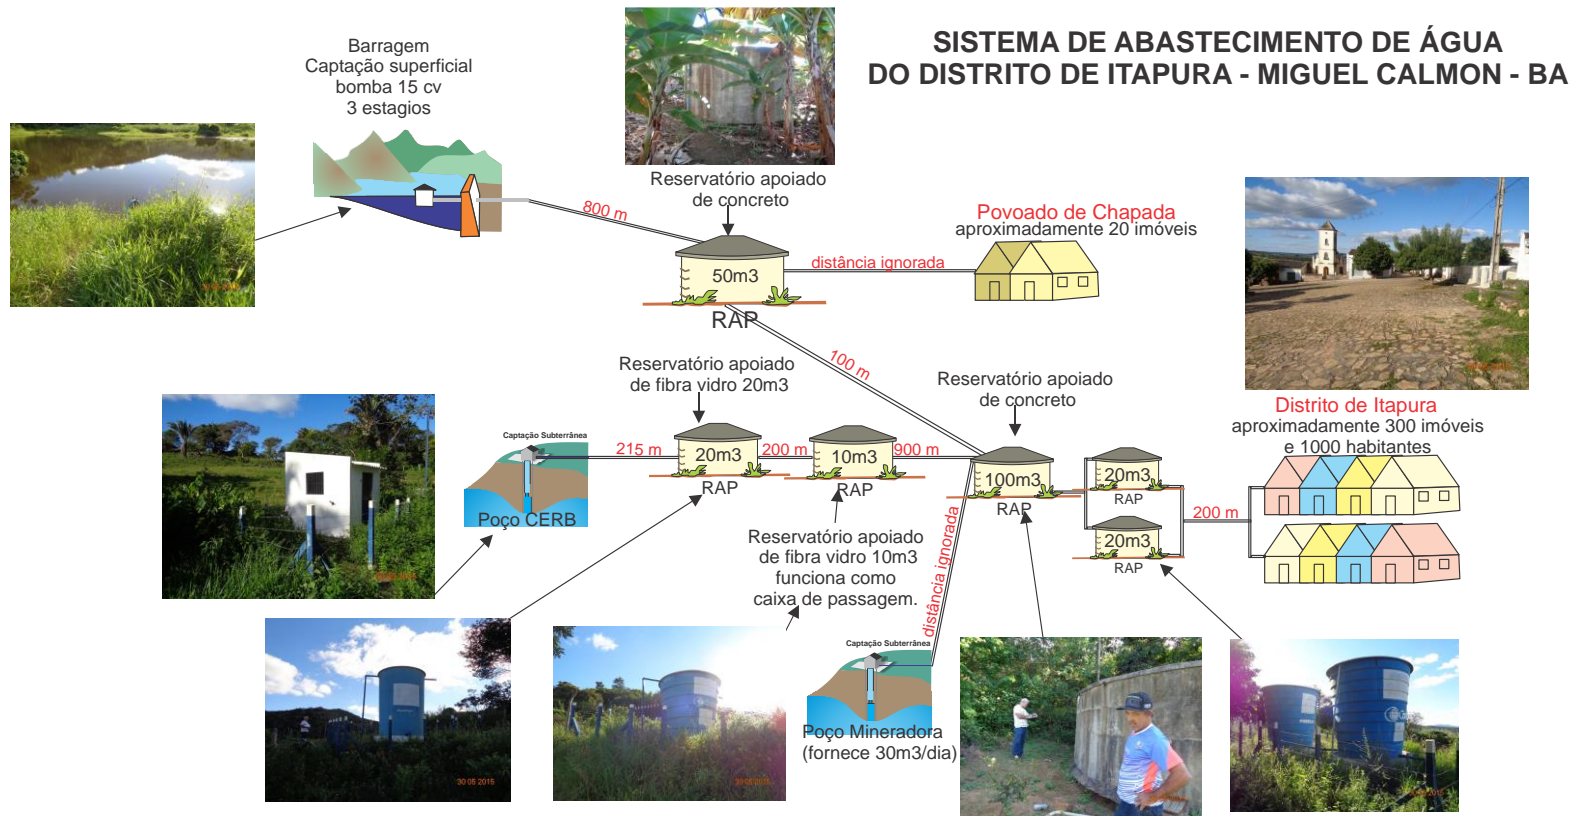 SISTEMA DE ABASTECIMENTO DE ÁGUA
DO DISTRITO DE ITAPURA - MIGUEL CALMON - BA
Barragem
Captação superficial
bomba 15 cv
3 estagios
800 m
Reservatório apoiado
de concreto
50m3
RAP
distância ignorada
Povoado de Chapada
aproximadamente 20 imóveis
100 m
Reservatório apoiado
de fibra vidro 20m3
Reservatório apoiado
de concreto
Distrito de Itapura
aproximadamente 300 imóveis
e 1000 habitantes
Captação Subterrânea
Poço CERB
215 m
20m3
RAP
200 m
10m3
RAP
900 m
100m3
RAP
20m3
RAP
20m3
RAP
200 m
Reservatório apoiado
de fibra vidro 10m3
funciona como
caixa de passagem.
distância ignorada
Captação Subterrânea
Poço Mineradora
(fornece 30m3/dia)
30 05 2015